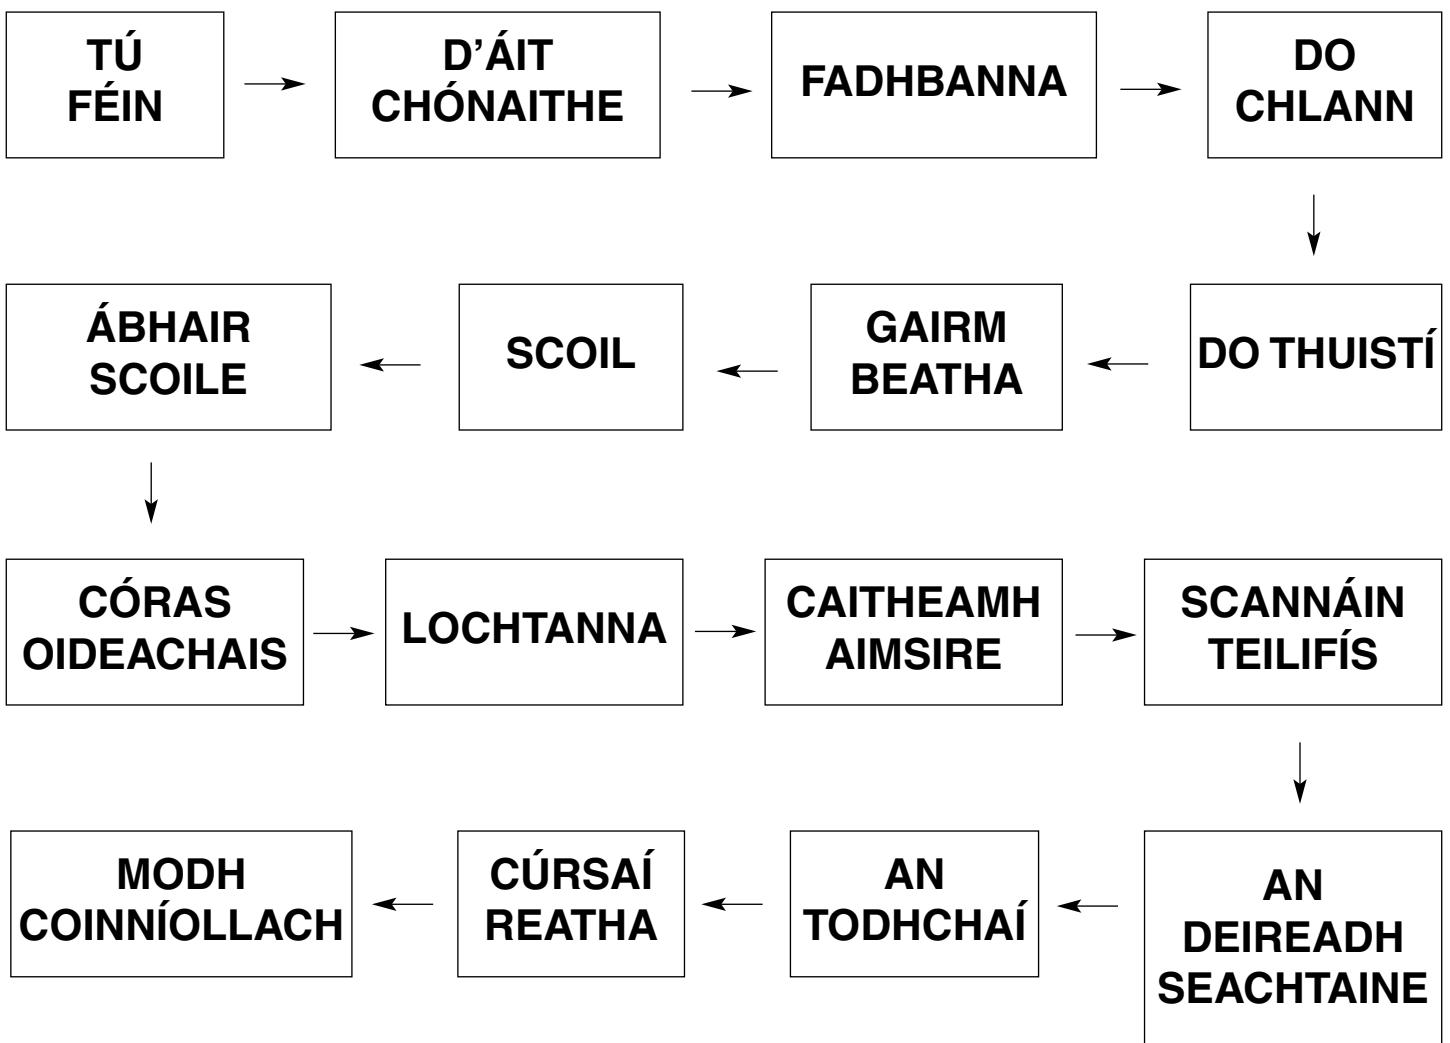 TÚ
FÉIN
D’ÁIT
CHÓNAITHE
FADHBANNA
DO
CHLANN
DO THUISTÍ
GAIRM
BEATHA
SCOIL
ÁBHAIR
SCOILE
CÓRAS
OIDEACHAIS
LOCHTANNA
CAITHEAMH
AIMSIRE
SCANNÁIN
TEILIFÍS
AN
DEIREADH
SEACHTAINE
AN
TODHCHAÍ
CÚRSAÍ
REATHA
MODH
COINNÍOLLACH